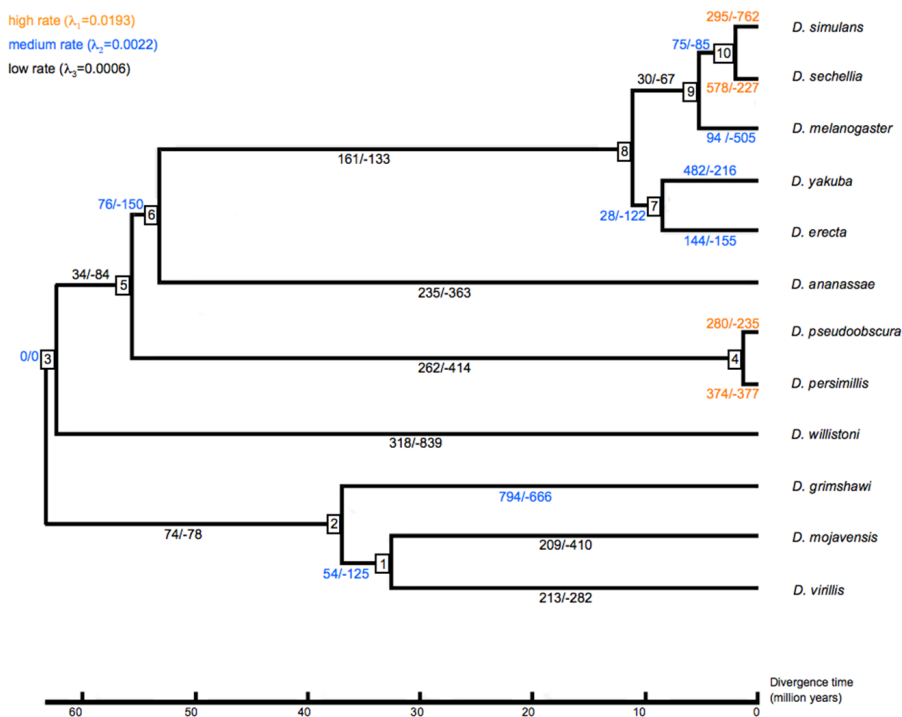 high rate (λ₁=0.0193)
medium rate (λ₂=0.0022)
low rate (λ₃=0.0006)
295/-762
D. simulans
75/-85
10
D. sechellia
578/-227
30/-67
9
D. melanogaster
94 /-505
161/-133
8
482/-216
D. yakuba
28/-122
7
D. erecta
144/-155
76/-150
6
34/-84
5
D. ananassae
235/-363
280/-235
D. pseudoobscura
0/0
3
4
262/-414
D. persimillis
374/-377
D. willistoni
318/-839
D. grimshawi
794/-666
2
74/-78
D. mojavensis
209/-410
1
54/-125
D. virillis
213/-282
Divergence time
(million years)
60
50
40
30
20
10
0